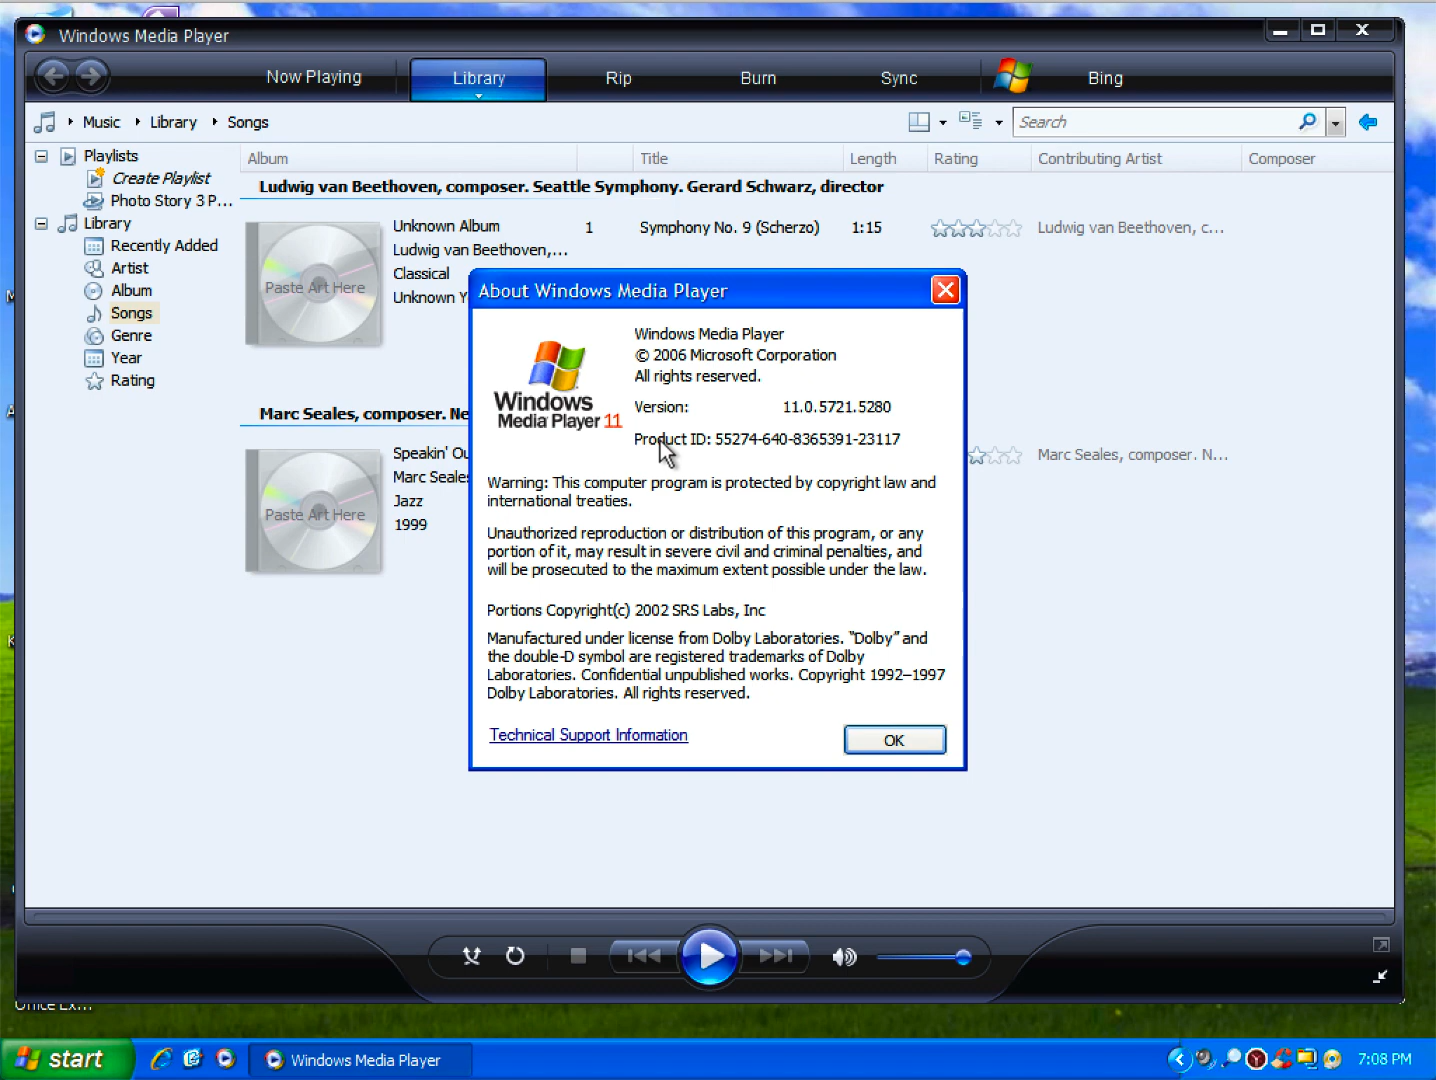 Windows Media Player
Now Playing
Library
Rip
Burn
Sync
Bing
Music
Library
Songs
Search
Playlists
Create Playlist
Photo Story 3 P...
Library
Recently Added
Artist
Album
Songs
Genre
Year
Rating
Album
Title
Length
Rating
Contributing Artist
Composer
Ludwig van Beethoven, composer. Seattle Symphony. Gerard Schwarz, director
Paste Art Here
Unknown Album
Ludwig van Beethoven,...
Classical
Unknown Y
1
Symphony No. 9 (Scherzo)
1:15
Ludwig van Beethoven, c...
Marc Seales, composer. Ne
Paste Art Here
Speakin' Ou
Marc Seales
Jazz
1999
Marc Seales, composer. N...
About Windows Media Player
Windows
Media Player 11
Windows Media Player
© 2006 Microsoft Corporation
All rights reserved.
Version: 11.0.5721.5280
Product ID: 55274-640-8365391-23117
Warning: This computer program is protected by copyright law and
international treaties.
Unauthorized reproduction or distribution of this program, or any
portion of it, may result in severe civil and criminal penalties, and
will be prosecuted to the maximum extent possible under the law.
Portions Copyright(c) 2002 SRS Labs, Inc
Manufactured under license from Dolby Laboratories. “Dolby” and
the double-D symbol are registered trademarks of Dolby
Laboratories. Confidential unpublished works. Copyright 1992–1997
Dolby Laboratories. All rights reserved.
Technical Support Information
OK
start
Windows Media Player
7:08 PM